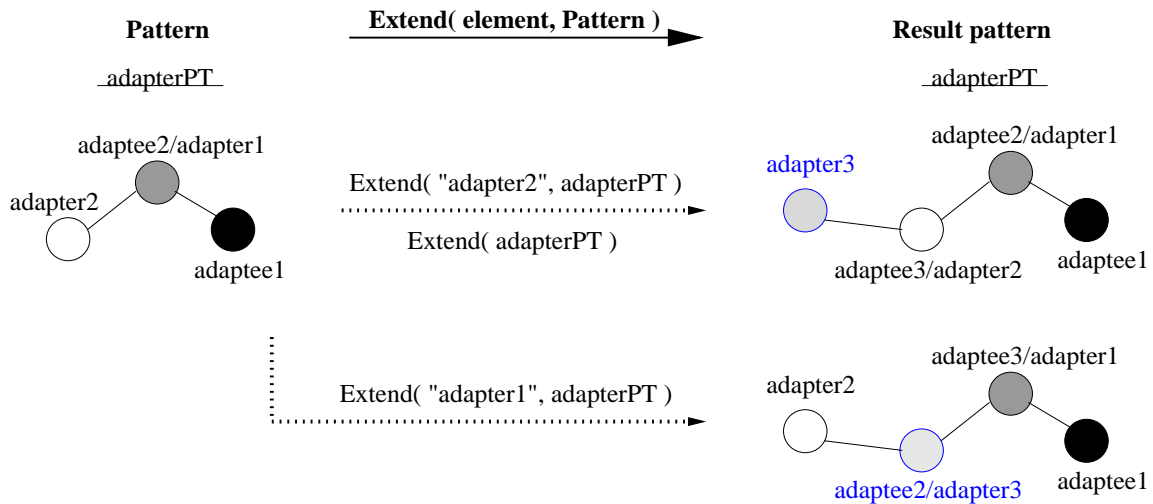 Pattern
Extend( element, Pattern )
Result pattern
adapterPT
adapterPT
adaptee2/adapter1
adapter2
adaptee1
Extend( "adapter2", adapterPT )
Extend( adapterPT )
adaptee2/adapter1
adapter3
adaptee3/adapter2
adaptee1
Extend( "adapter1", adapterPT )
adaptee3/adapter1
adapter2
adaptee2/adapter3
adaptee1